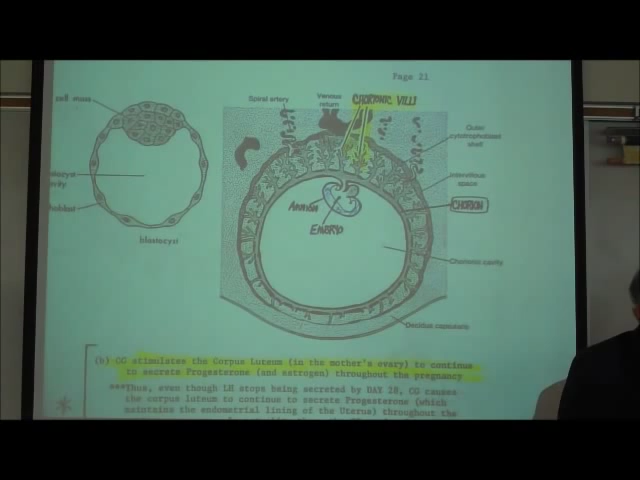 Page 21
cell mass
Spiral artery
Venous
return
CHORIONIC VILLI
Outer
cytotrophoblast
shell
Intervillous
space
CHORION
AMNION
EMBRYO
blastocyst
Chorionic cavity
Decidua capsularis
(b) CG stimulates the Corpus Luteum (in the mother's ovary) to continue
to secrete Progesterone (and estrogen) throughout the pregnancy
***Thus, even though LH stops being secreted by DAY 28, CG causes
the corpus luteum to continue to secrete Progesterone (which
maintains the endometrial lining of the Uterus) throughout the